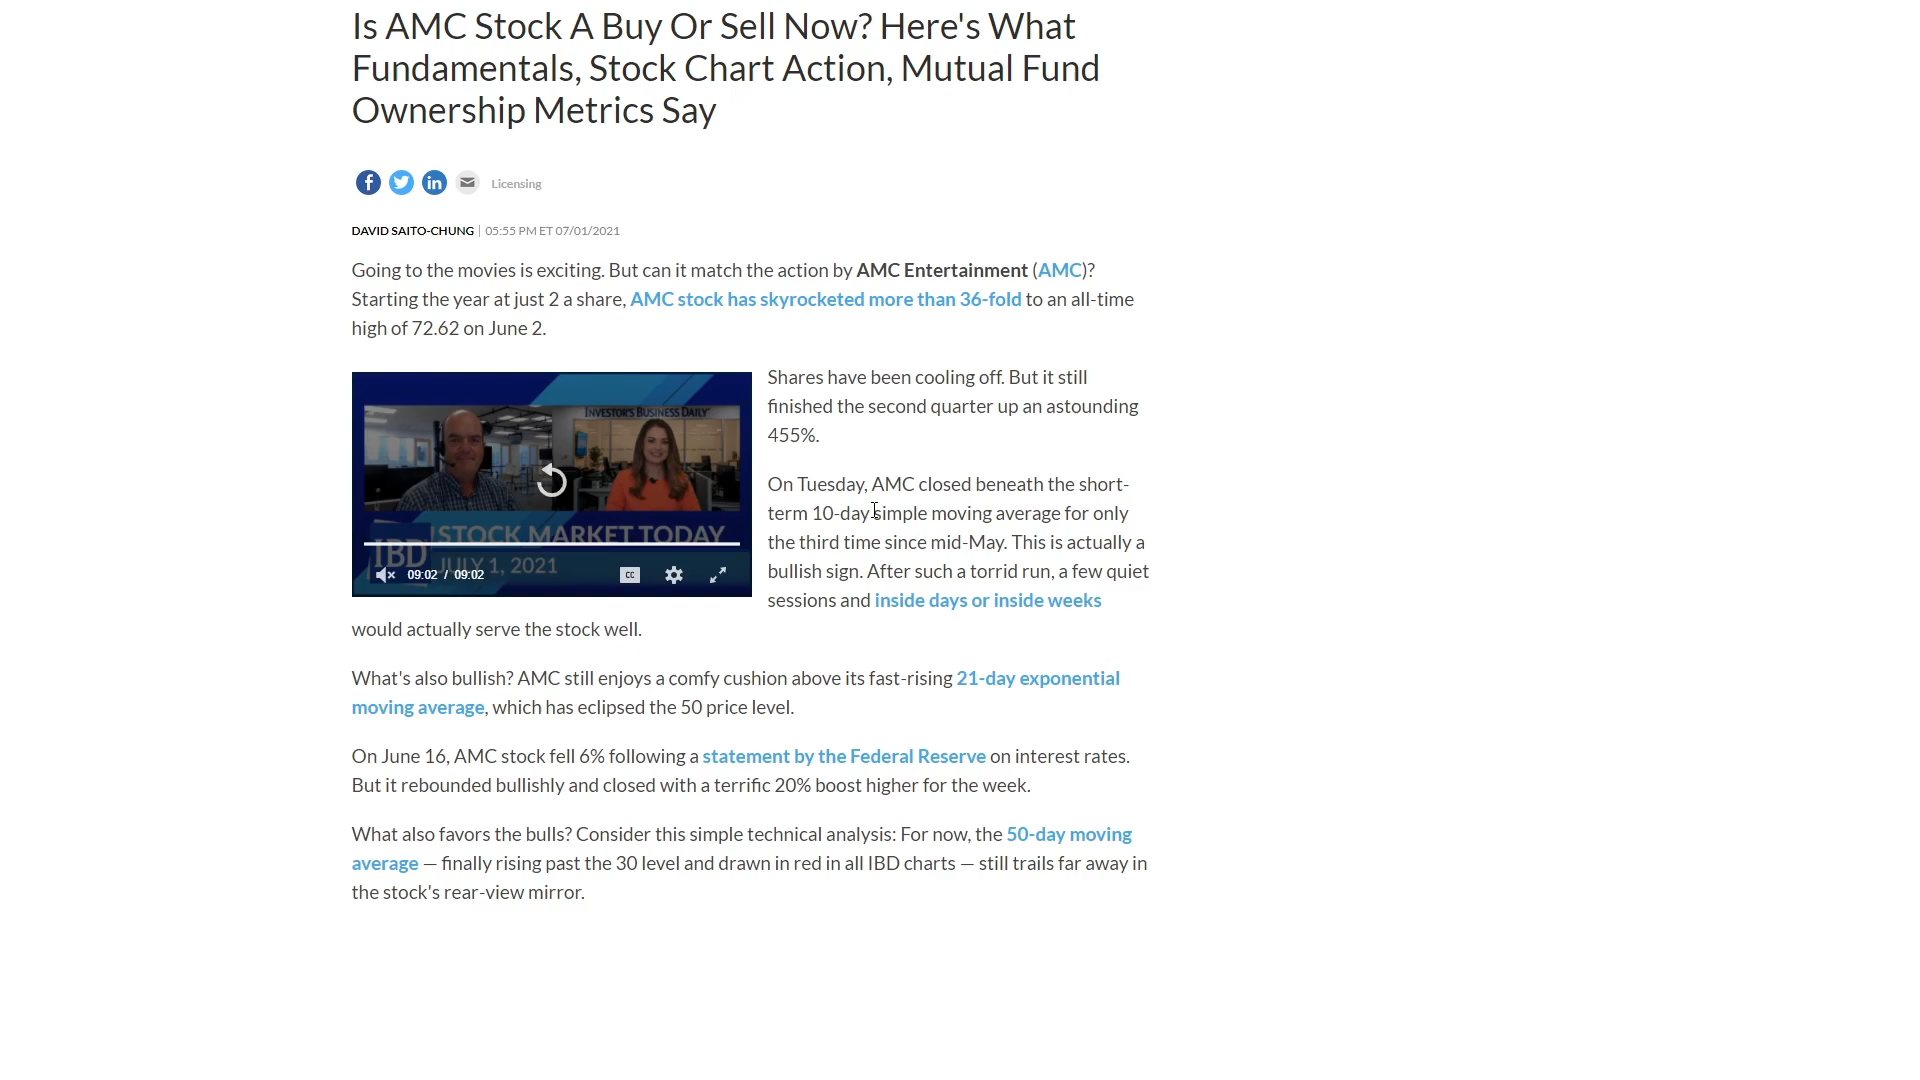 Is AMC Stock A Buy Or Sell Now? Here's What
Fundamentals, Stock Chart Action, Mutual Fund
Ownership Metrics Say
Licensing
DAVID SAITO-CHUNG | 05:55 PM ET 07/01/2021
Going to the movies is exciting. But can it match the action by AMC Entertainment (AMC)?
Starting the year at just 2 a share, AMC stock has skyrocketed more than 36-fold to an all-time
high of 72.62 on June 2.
INVESTOR'S BUSINESS DAILY
STOCK MARKET TODAY
IBD
JULY 1, 2021
09:02 / 09:02
CC
Shares have been cooling off. But it still
finished the second quarter up an astounding
455%.
On Tuesday, AMC closed beneath the short-
term 10-day simple moving average for only
the third time since mid-May. This is actually a
bullish sign. After such a torrid run, a few quiet
sessions and inside days or inside weeks
would actually serve the stock well.
What's also bullish? AMC still enjoys a comfy cushion above its fast-rising 21-day exponential
moving average, which has eclipsed the 50 price level.
On June 16, AMC stock fell 6% following a statement by the Federal Reserve on interest rates.
But it rebounded bullishly and closed with a terrific 20% boost higher for the week.
What also favors the bulls? Consider this simple technical analysis: For now, the 50-day moving
average — finally rising past the 30 level and drawn in red in all IBD charts — still trails far away in
the stock's rear-view mirror.